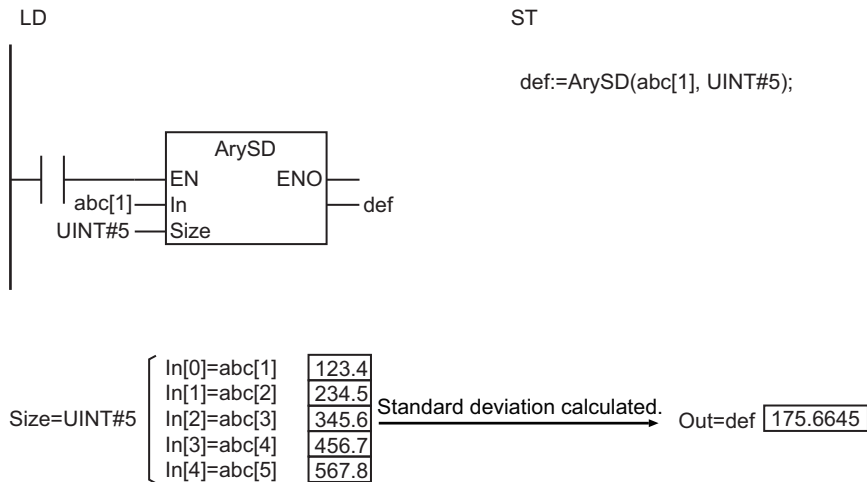 LD
ST
def:=ArySD(abc[1], UINT#5);
ArySD
EN ENO
abc[1] In def
UINT#5 Size
In[0]=abc[1] 123.4
In[1]=abc[2] 234.5
Size=UINT#5 In[2]=abc[3] 345.6 Standard deviation calculated. Out=def 175.6645
In[3]=abc[4] 456.7
In[4]=abc[5] 567.8